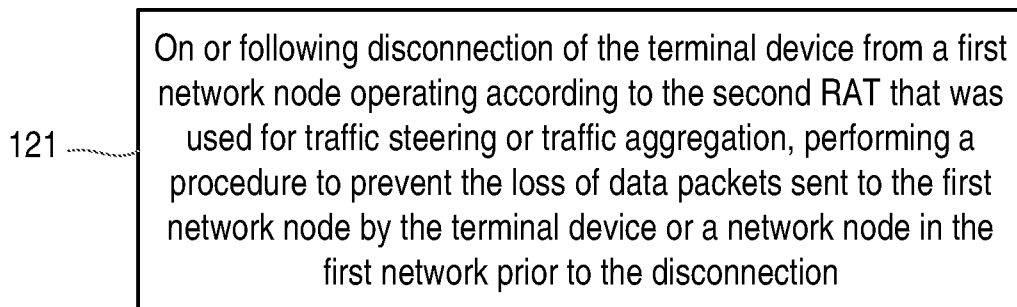 On or following disconnection of the terminal device from a first
network node operating according to the second RAT that was
121
used for traffic steering or traffic aggregation, performing a
procedure to prevent the loss of data packets sent to the first
network node by the terminal device or a network node in the
first network prior to the disconnection